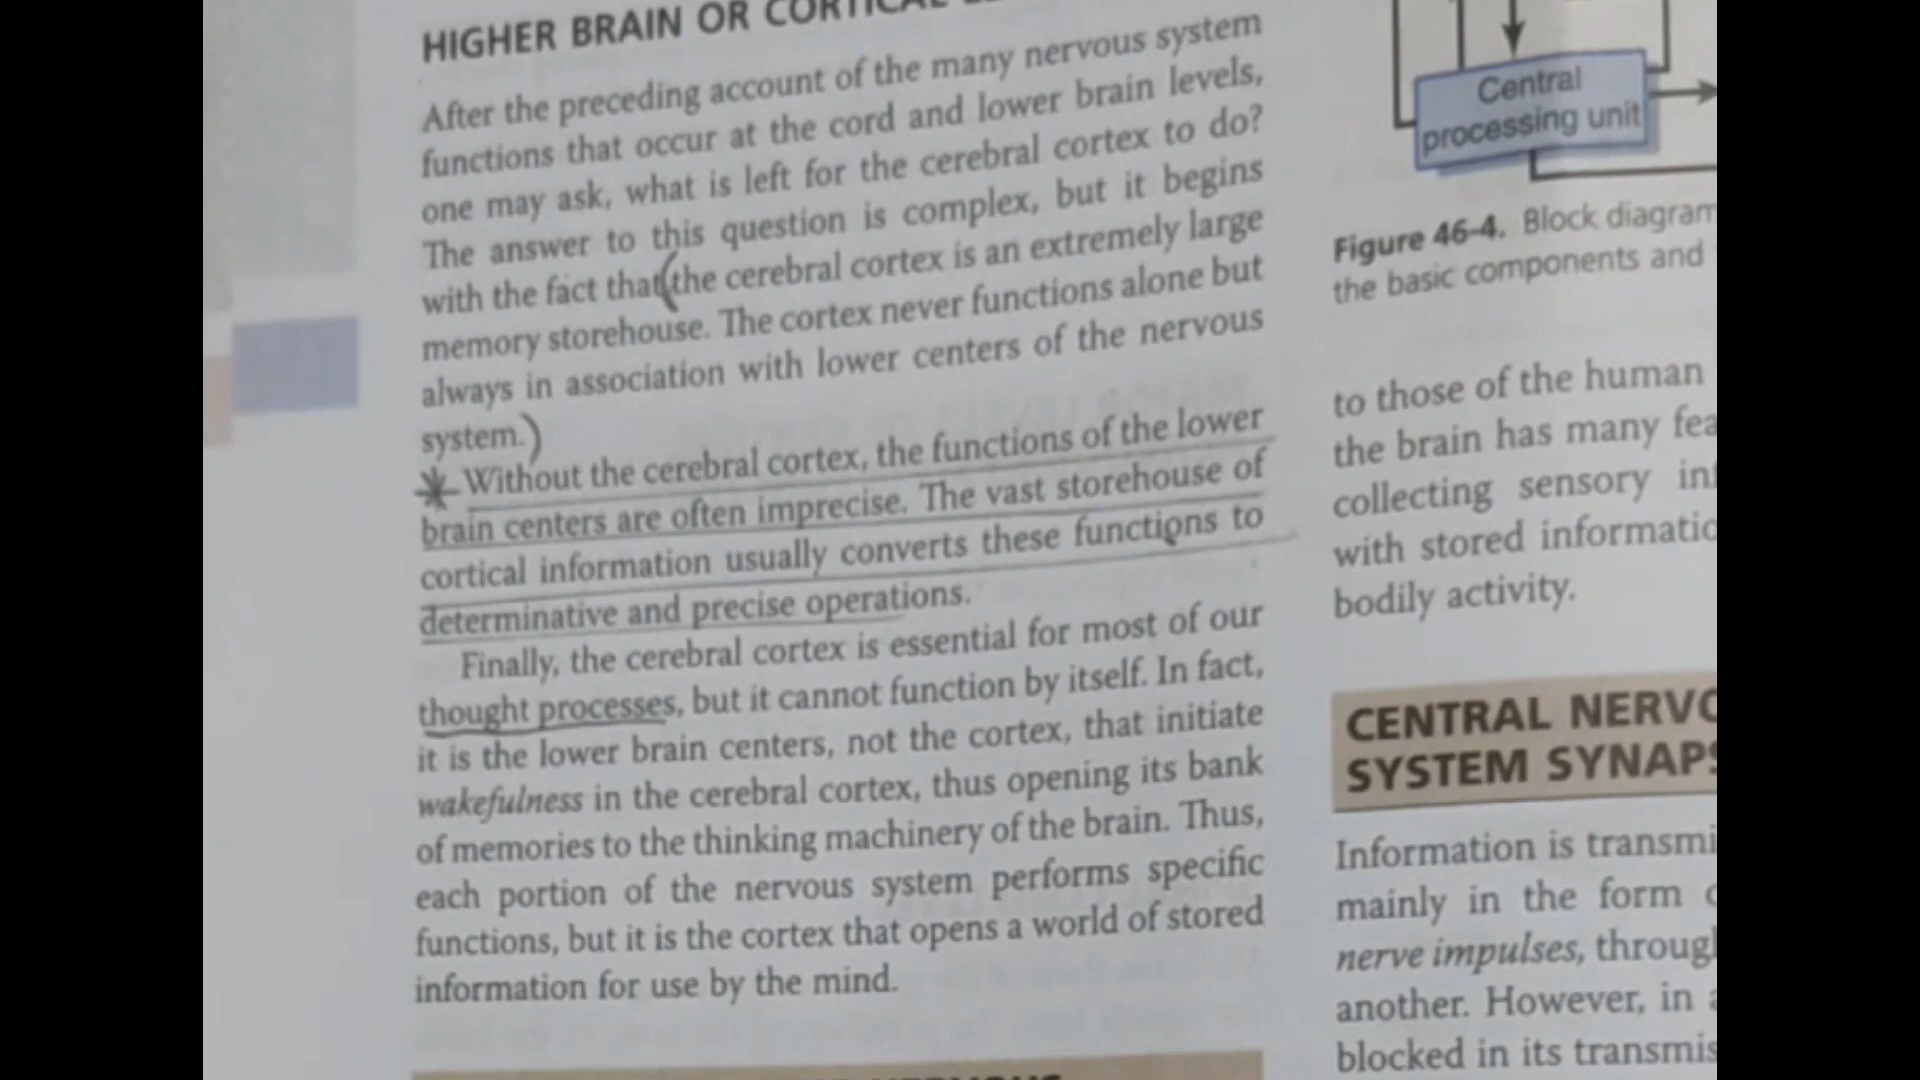 HIGHER BRAIN OR CORTICAL
After the preceding account of the many nervous system
functions that occur at the cord and lower brain levels,
one may ask, what is left for the cerebral cortex to do?
The answer to this question is complex, but it begins
with the fact that (the cerebral cortex is an extremely large
memory storehouse. The cortex never functions alone but
always in association with lower centers of the nervous
system.)
* Without the cerebral cortex, the functions of the lower
brain centers are often imprecise. The vast storehouse of
cortical information usually converts these functions to
determinative and precise operations.
Finally, the cerebral cortex is essential for most of our
thought processes, but it cannot function by itself. In fact,
it is the lower brain centers, not the cortex, that initiate
wakefulness in the cerebral cortex, thus opening its bank
of memories to the thinking machinery of the brain. Thus,
each portion of the nervous system performs specific
functions, but it is the cortex that opens a world of stored
information for use by the mind.
Central
processing unit
Figure 46-4. Block diagram
the basic components and
to those of the human
the brain has many
collecting sensory
with stored
bodily activity.
CENTRAL
SYSTEM
Information is
mainly in the form
nerve impulses,
another. However, in
blocked in its